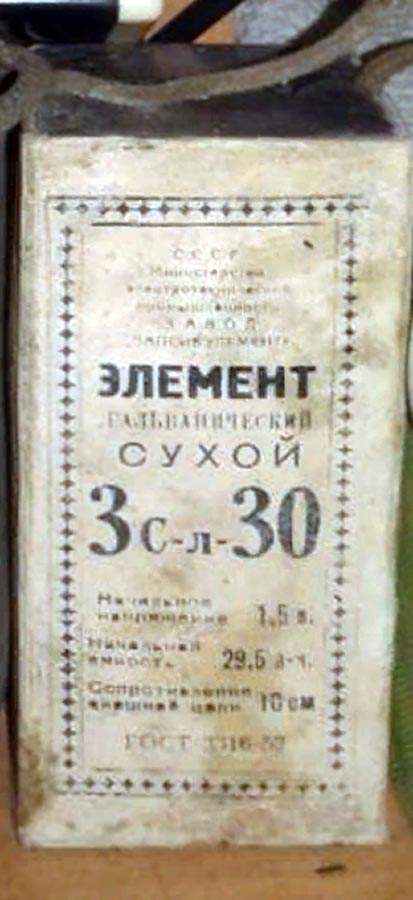 СССР
Министерство
электротехнической
промышленности
ЗАВОД
ЭЛЕМЕНТ
ГАЛЬВАНИЧЕСКИЙ
СУХОЙ
3С-л-30
Начальное
напряжение 1,5 в.
Начальная
емкость 29,5 а-ч.
Сопротивление
внешней цепи 10 ом
ГОСТ